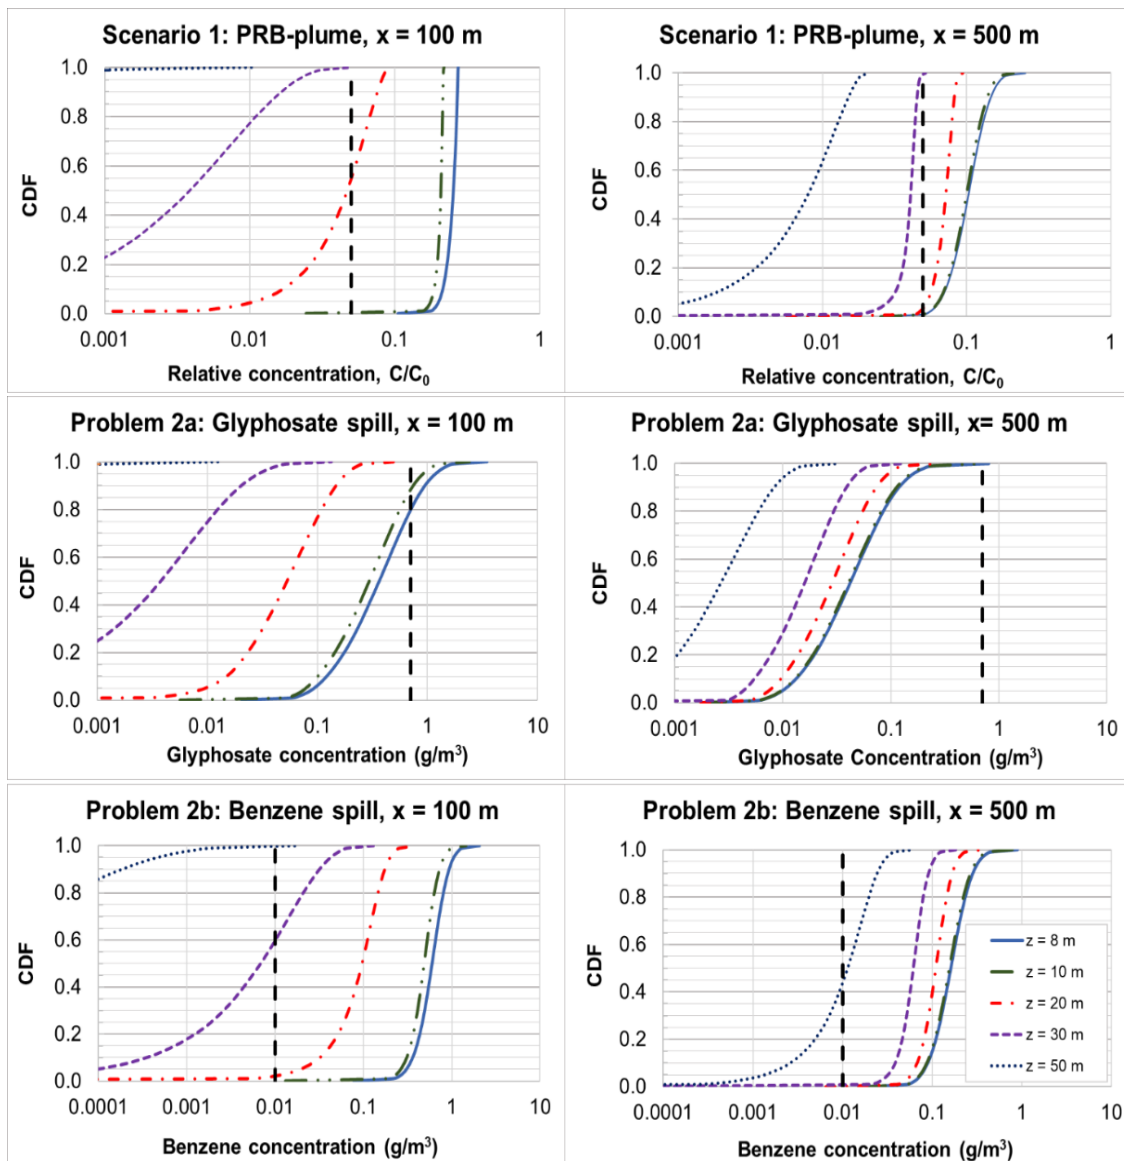 Scenario 1: PRB-plume, x = 100 m
1.0
0.8
0.6
0.4
0.2
0.0
CDF
0.001 0.01 0.1 1
Relative concentration, C/C₀
Scenario 1: PRB-plume, x = 500 m
1.0
0.8
0.6
0.4
0.2
0.0
CDF
0.001 0.01 0.1 1
Relative concentration, C/C₀
Problem 2a: Glyphosate spill, x = 100 m
1.0
0.8
0.6
0.4
0.2
0.0
CDF
0.001 0.01 0.1 1 10
Glyphosate concentration (g/m³)
Problem 2a: Glyphosate spill, x= 500 m
1.0
0.8
0.6
0.4
0.2
0.0
CDF
0.001 0.01 0.1 1 10
Glyphosate Concentration (g/m³)
Problem 2b: Benzene spill, x = 100 m
1.0
0.8
0.6
0.4
0.2
0.0
CDF
0.0001 0.001 0.01 0.1 1 10
Benzene concentration (g/m³)
Problem 2b: Benzene spill, x = 500 m
1.0
0.8
0.6
0.4
0.2
0.0
CDF
0.0001 0.001 0.01 0.1 1 10
Benzene concentration (g/m³)
z = 8 m
z = 10 m
z = 20 m
z = 30 m
z = 50 m